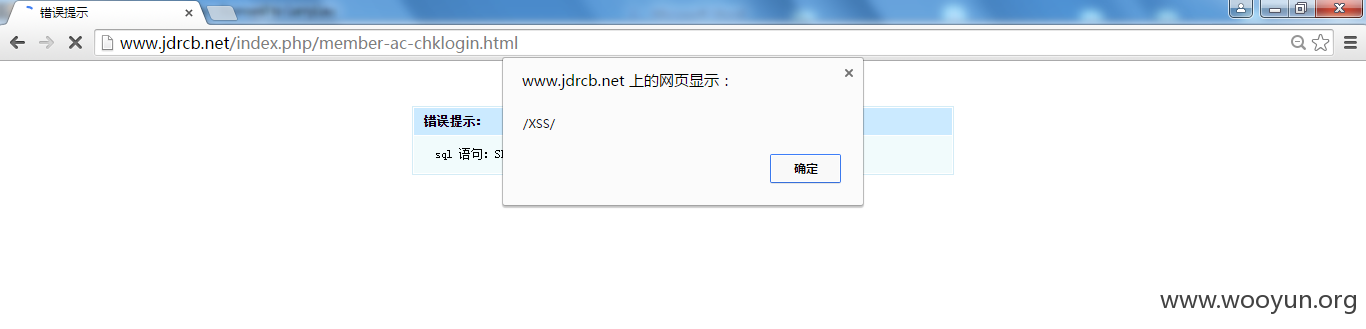 错误提示
www.jdrcb.net/index.php/member-ac-chklogin.html
www.jdrcb.net 上的网页显示：
/XSS/
确定
错误提示：
sql 语句：
www.wooyun.org